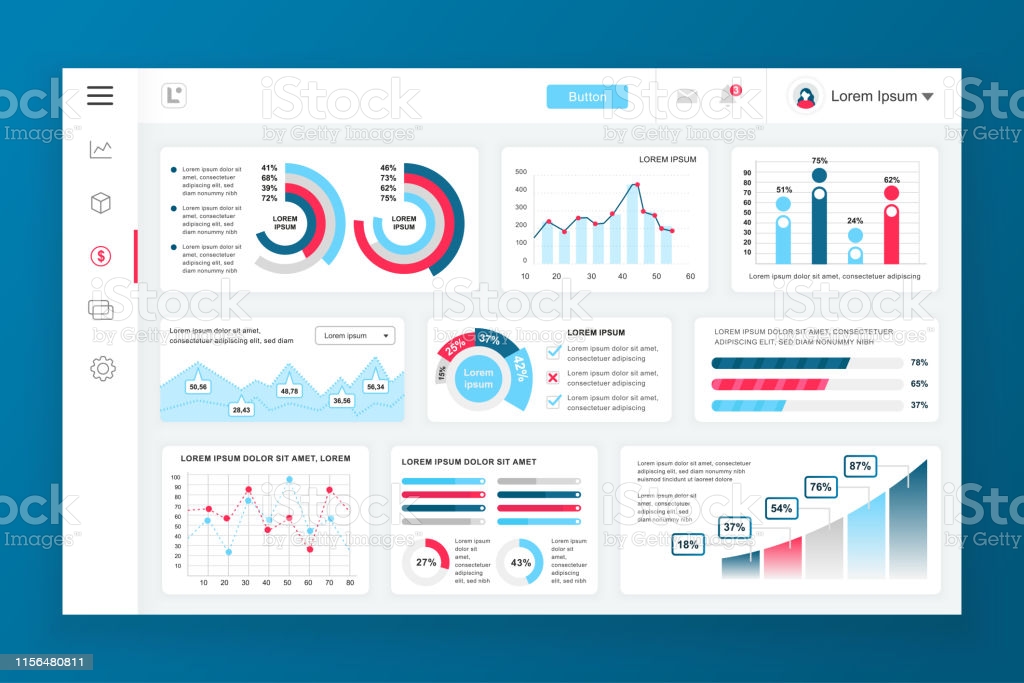 iStock
by Getty Images™
L
Button
3
Lorem Ipsum
$
Lorem ipsum dolor sit
consectetuer
adipiscing elit, sed
diam nonummy nibh
Lorem ipsum dolor sit
consectetuer
adipiscing elit, sed
diam nonummy nibh
Lorem ipsum dolor sit
consectetuer
adipiscing elit, sed
diam nonummy nibh
41%
68%
39%
72%
LOREM
IPSUM
46%
73%
62%
75%
LOREM
IPSUM
LOREM IPSUM
500
400
300
200
100
0
10 20 30 40 50 60
90
80
70
60
50
40
30
20
10
51%
75%
24%
62%
Lorem ipsum dolor sit amet, consectetuer adipiscing
Lorem ipsum dolor sit amet,
consectetuer adipiscing elit, sed diam
Lorem ipsum
50,56
28,43
48,78
36,56
56,34
15%
25%
37%
42%
Lorem
ipsum
LOREM IPSUM
Lorem ipsum dolor sit amet,
consectetuer adipiscing
Lorem ipsum dolor sit amet,
consectetuer adipiscing
Lorem ipsum dolor sit amet,
consectetuer adipiscing
LOREM IPSUM DOLOR SIT AMET, CONSECTETUER
ADIPISCING ELIT, SED DIAM NONUMMY NIBH
78%
65%
37%
LOREM IPSUM DOLOR SIT AMET, LOREM
100
90
80
70
60
50
40
30
20
10
10 20 30 40 50 60 70 80
LOREM IPSUM DOLOR SIT AMET
27%
Lorem ipsum
dolor sit
amet,
consectetuer
adipiscing
elit, sed nibh
43%
Lorem ipsum
dolor sit
amet,
consectetuer
adipiscing
elit, sed nibh
Lorem ipsum dolor sit amet, consectetuer
adipiscing elit, sed diam nonummy nibh
euismod tincidunt ut
Lorem ipsum dolor
sit amet,
consectetuer
adipiscing elit, sed
diam nonummy nibh
18%
37%
54%
76%
87%
1156480811